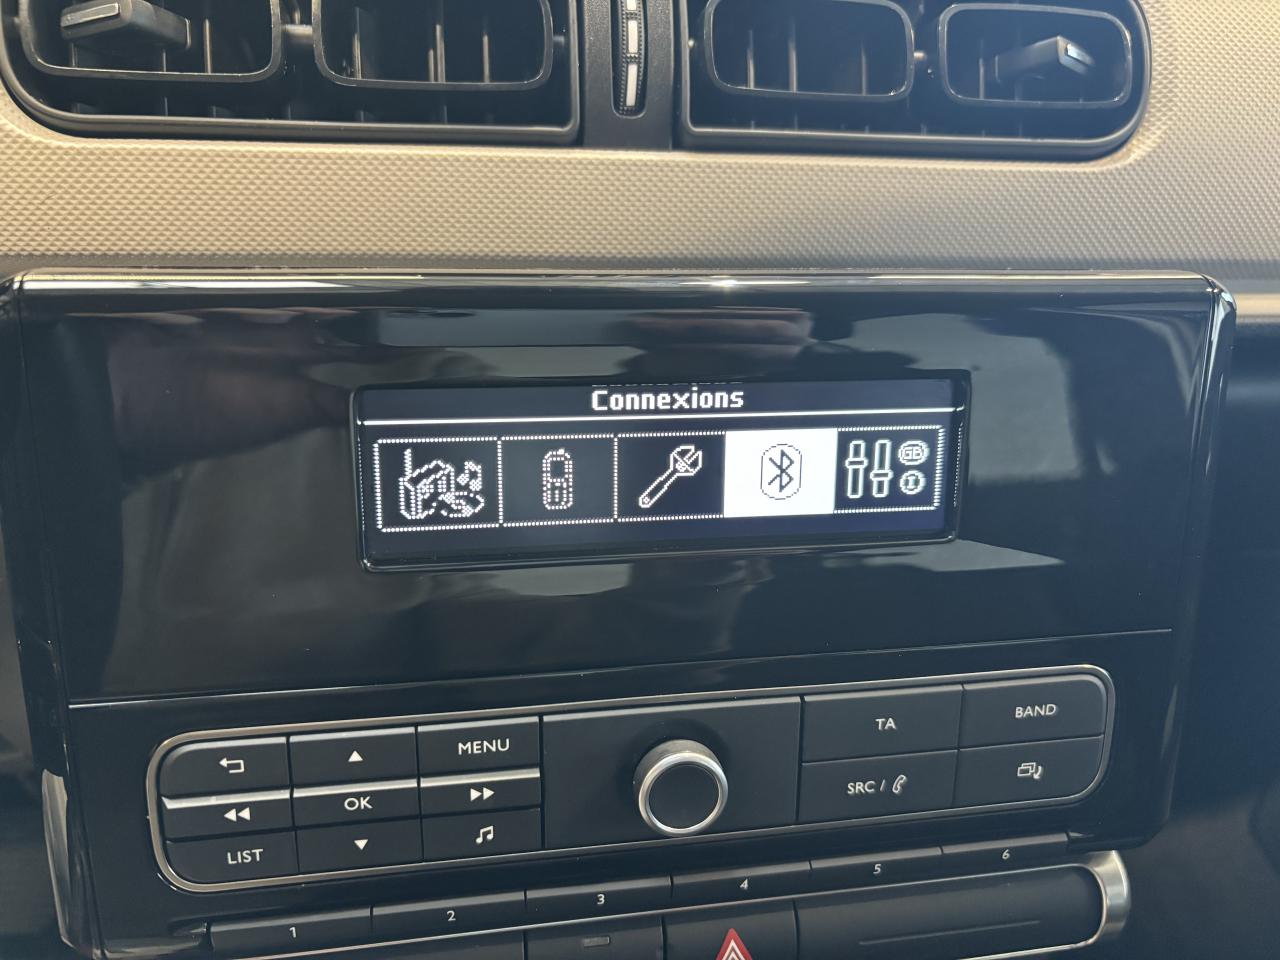 Connexions
GB
I
MENU
OK
LIST
TA
BAND
SRC /
1
2
3
4
5
6